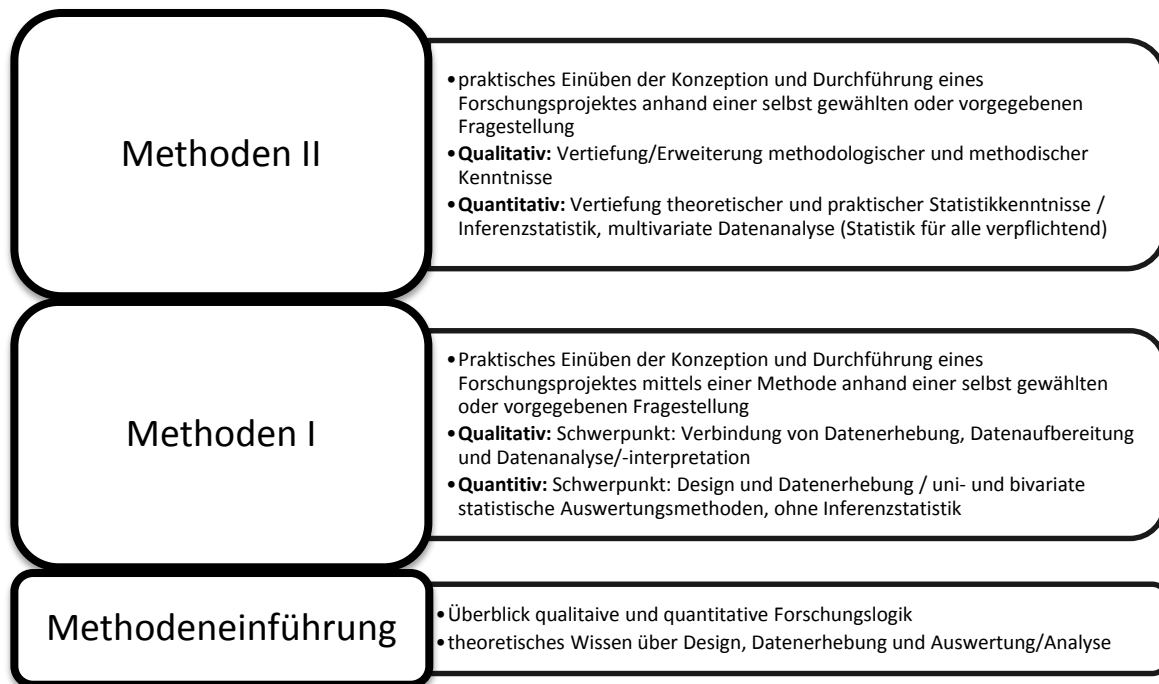 Methoden II
•praktisches Einüben der Konzeption und Durchführung eines
Forschungsprojektes anhand einer selbst gewählten oder vorgegebenen
Fragestellung
•Qualitativ: Vertiefung/Erweiterung methodologischer und methodischer
Kenntnisse
•Quantitativ: Vertiefung theoretischer und praktischer Statistikkenntnisse /
Inferenzstatistik, multivariate Datenanalyse (Statistik für alle verpflichtend)
Methoden I
•Praktisches Einüben der Konzeption und Durchführung eines
Forschungsprojektes mittels einer Methode anhand einer selbst gewählten
oder vorgegebenen Fragestellung
•Qualitativ: Schwerpunkt: Verbindung von Datenerhebung, Datenaufbereitung
und Datenanalyse/-interpretation
•Quantitiv: Schwerpunkt: Design und Datenerhebung / uni- und bivariate
statistische Auswertungsmethoden, ohne Inferenzstatistik
Methodeneinführung
•Überblick qualitaive und quantitative Forschungslogik
•theoretisches Wissen über Design, Datenerhebung und Auswertung/Analyse